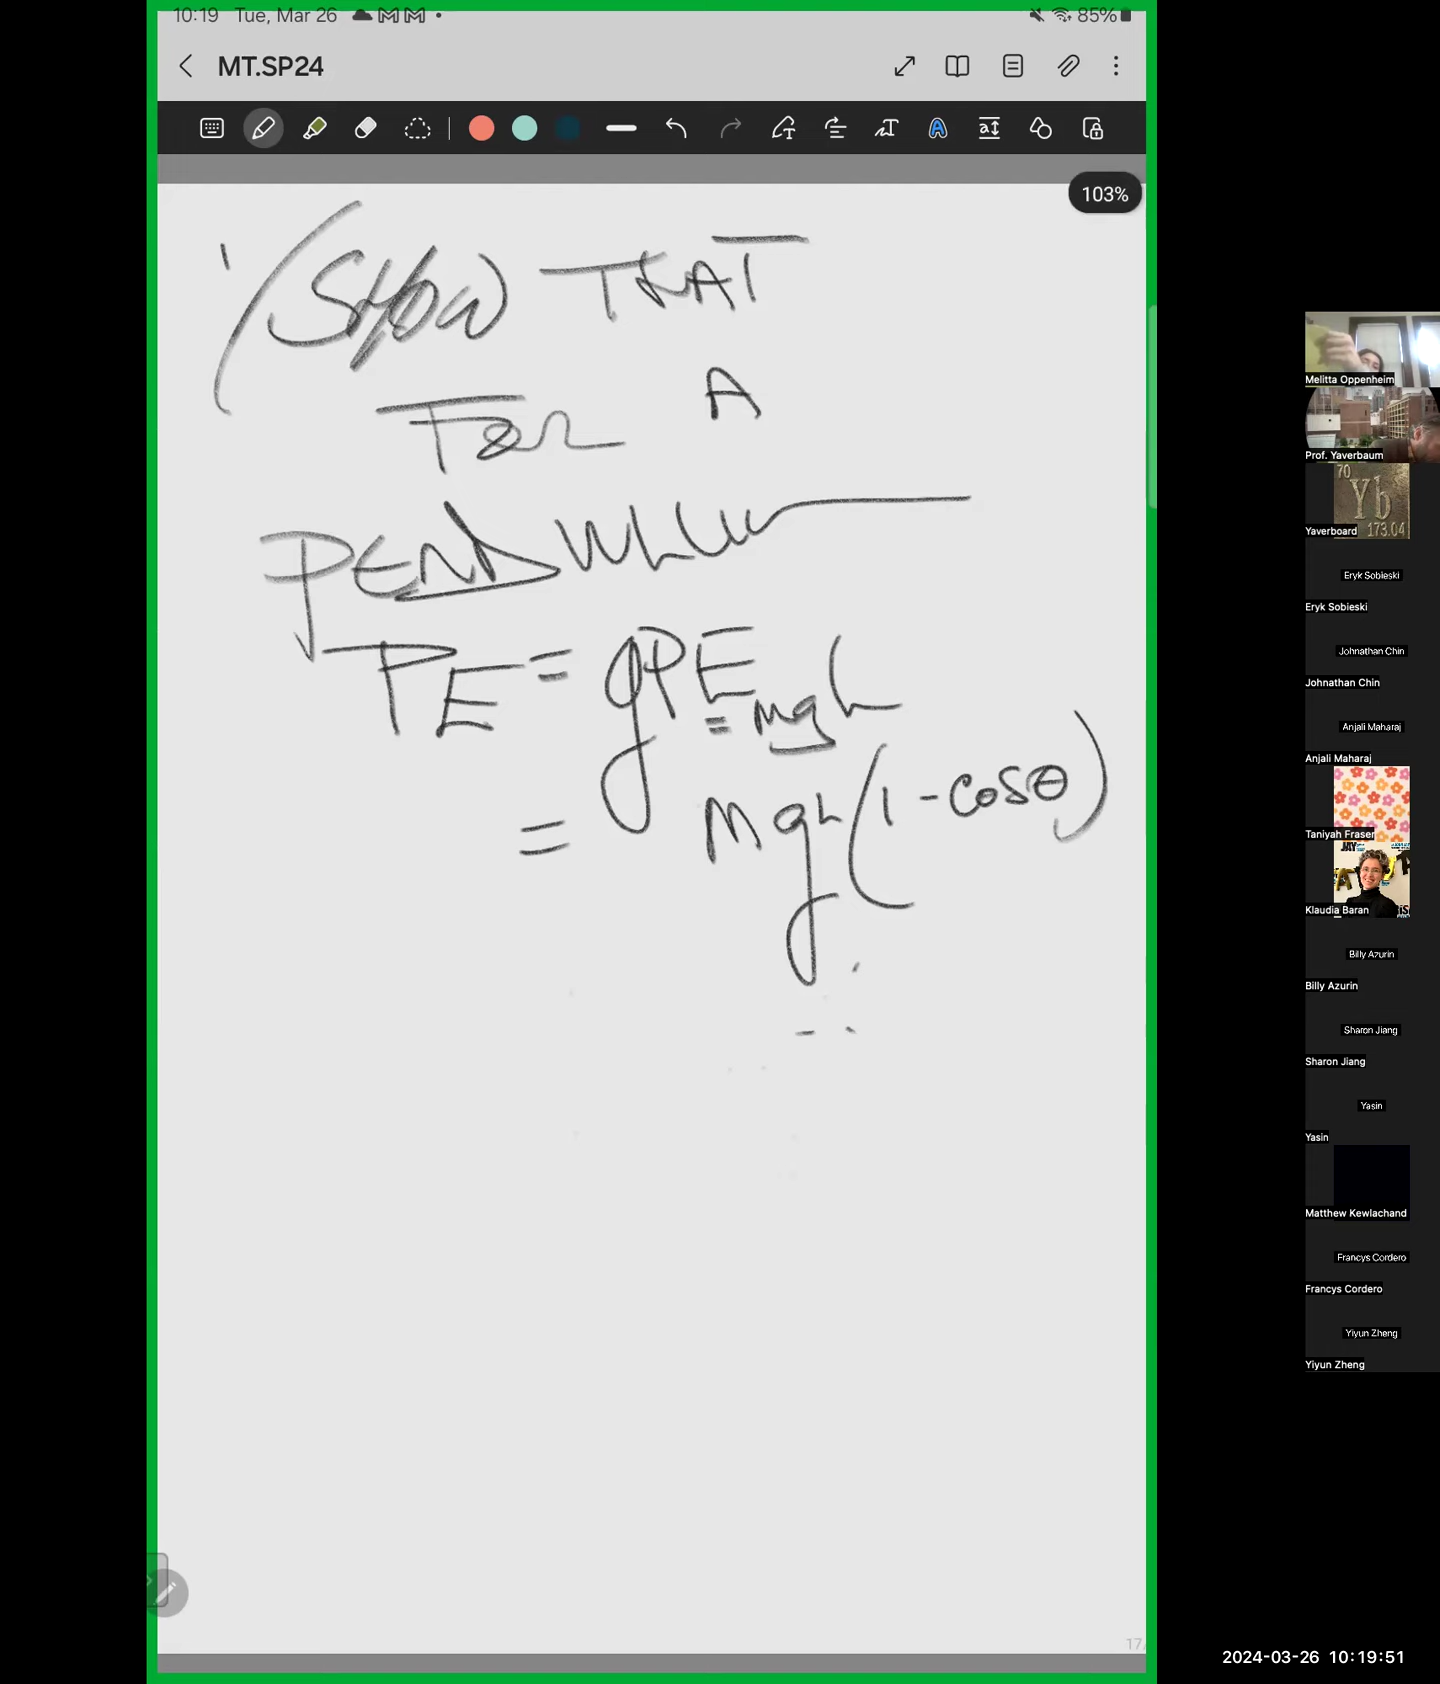 10:19 Tue, Mar 26
85%
MT.SP24
103%
1/ SHOW THAT
FOR A
PENDULUM
PE = gPE = mgh
= mgL(1-cosθ)
17/
Melitta Oppenheim
Prof. Yaverbaum
70
Yb
173.04
Yaverboard
Eryk Sobieski
Eryk Sobieski
Johnathan Chin
Johnathan Chin
Anjali Maharaj
Anjali Maharaj
Taniyah Fraser
JAY
Klaudia Baran
Billy Azurin
Billy Azurin
Sharon Jiang
Sharon Jiang
Yasin
Yasin
Matthew Kewlachand
Francys Cordero
Francys Cordero
Yiyun Zheng
Yiyun Zheng
2024-03-26 10:19:51